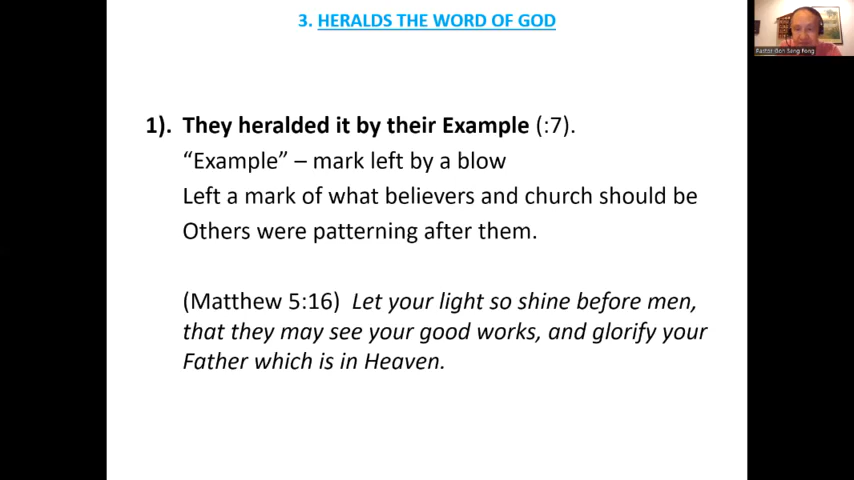 3. HERALDS THE WORD OF GOD
1). They heralded it by their Example (:7).
“Example” – mark left by a blow
Left a mark of what believers and church should be
Others were patterning after them.
(Matthew 5:16) Let your light so shine before men,
that they may see your good works, and glorify your
Father which is in Heaven.